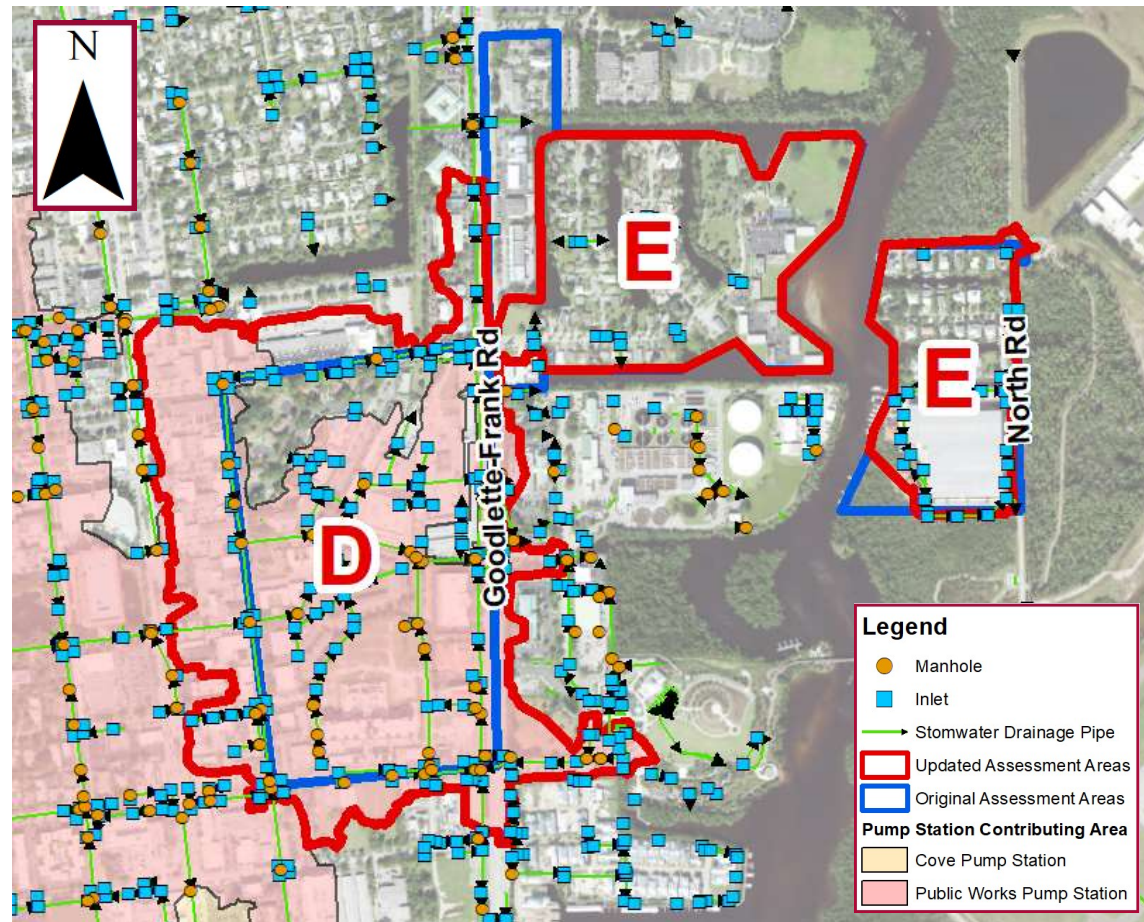 N
E
E
D
Goodlette-Frank Rd
North Rd
Legend
Manhole
Inlet
Stomwater Drainage Pipe
Updated Assessment Areas
Original Assessment Areas
Pump Station Contributing Area
Cove Pump Station
Public Works Pump Station